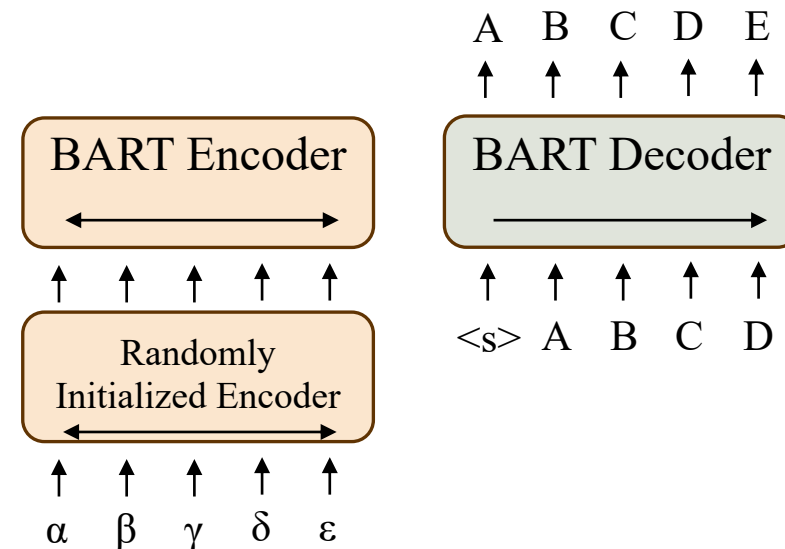 A B C D E
BART Encoder
BART Decoder
<s> A B C D
Randomly
Initialized Encoder
α β γ δ ε